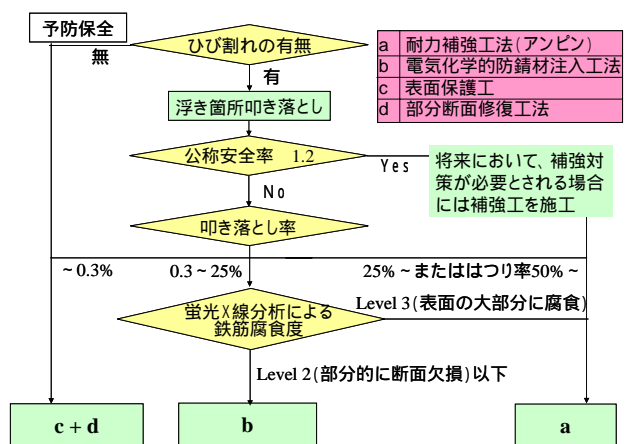 予防保全
無
ひび割れの有無
有
浮き箇所叩き落とし
公称安全率 1.2
Yes
No
将来において、補強対
策が必要とされる場合
には補強工を施工
叩き落とし率
~0.3%
0.3~25%
25%~またははつり率50%~
蛍光X線分析による
鉄筋腐食度
Level 3(表面の大部分に腐食)
Level 2(部分的に断面欠損)以下
c + d
b
a
a 耐力補強工法(アンピン)
b 電気化学的防錆材注入工法
c 表面保護工
d 部分断面修復工法